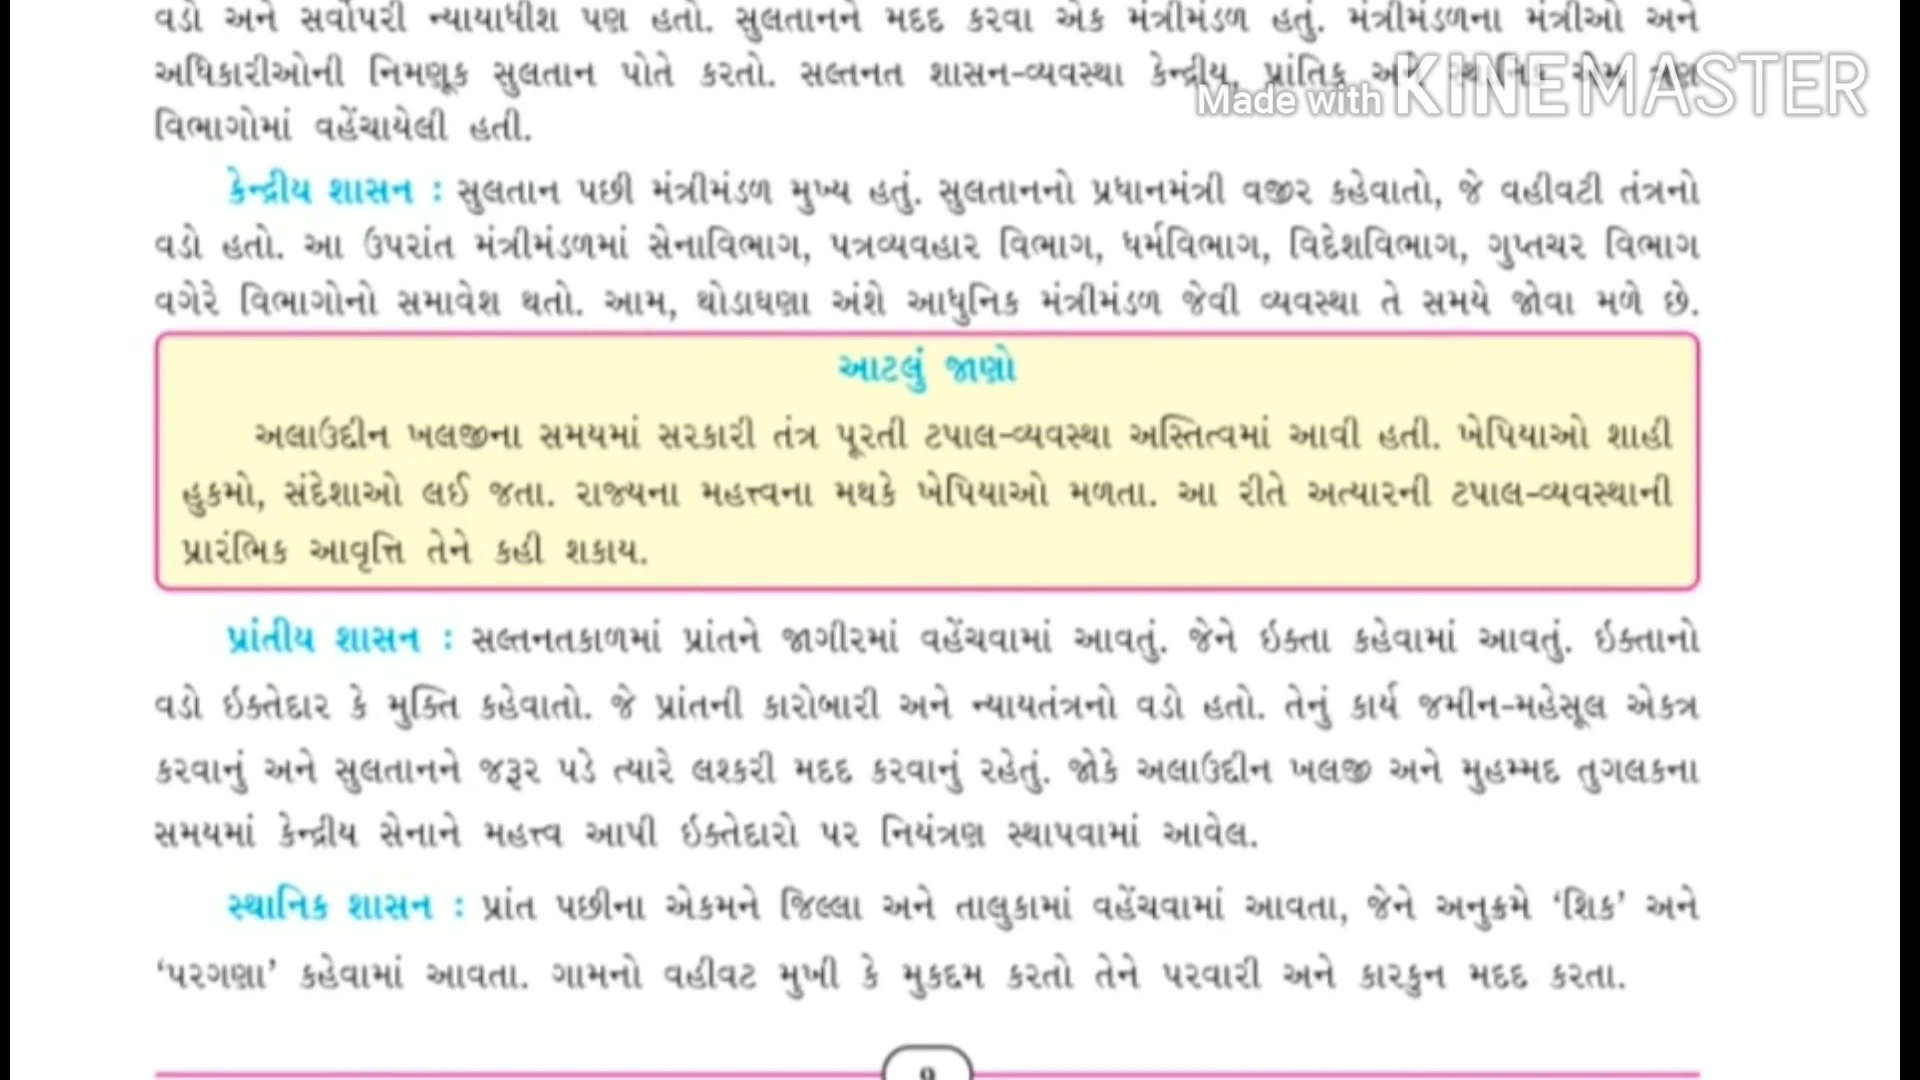 વડો અને સર્વોપરી ન્યાયાધીશ પણ હતો. સુલતાનને મદદ કરવા એક મંત્રીમંડળ હતું. મંત્રીમંડળના મંત્રીઓ અને
અધિકારીઓની નિમણૂક સુલતાન પોતે કરતો. સલ્તનત શાસન-વ્યવસ્થા કેન્દ્રીય, પ્રાંતિક અને સ્થાનિક એમ ત્રણ
Made with KINEMASTER
વિભાગોમાં વહેંચાયેલી હતી.
કેન્દ્રીય શાસન : સુલતાન પછી મંત્રીમંડળ મુખ્ય હતું. સુલતાનનો પ્રધાનમંત્રી વજીર કહેવાતો, જે વહીવટી તંત્રનો
વડો હતો. આ ઉપરાંત મંત્રીમંડળમાં સેનાવિભાગ, પત્રવ્યવહાર વિભાગ, ધર્મવિભાગ, વિદેશવિભાગ, ગુપ્તચર વિભાગ
વગેરે વિભાગોનો સમાવેશ થતો. આમ, થોડાઘણા અંશે આધુનિક મંત્રીમંડળ જેવી વ્યવસ્થા તે સમયે જોવા મળે છે.
આટલું જાણો
અલાઉદ્દીન ખલજીના સમયમાં સરકારી તંત્ર પૂરતી ટપાલ-વ્યવસ્થા અસ્તિત્વમાં આવી હતી. ખેપિયાઓ શાહી
હુકમો, સંદેશાઓ લઈ જતા. રાજ્યના મહત્ત્વના મથકે ખેપિયાઓ મળતા. આ રીતે અત્યારની ટપાલ-વ્યવસ્થાની
પ્રારંભિક આવૃત્તિ તેને કહી શકાય.
પ્રાંતીય શાસન : સલ્તનતકાળમાં પ્રાંતને જાગીરમાં વહેંચવામાં આવતું. જેને ઇક્તા કહેવામાં આવતું. ઇક્તાનો
વડો ઇક્તેદાર કે મુક્તિ કહેવાતો. જે પ્રાંતની કારોબારી અને ન્યાયતંત્રનો વડો હતો. તેનું કાર્ય જમીન-મહેસૂલ એકત્ર
કરવાનું અને સુલતાનને જરૂર પડે ત્યારે લશ્કરી મદદ કરવાનું રહેતું. જોકે અલાઉદ્દીન ખલજી અને મુહમ્મદ તુગલકના
સમયમાં કેન્દ્રીય સેનાને મહત્ત્વ આપી ઇક્તેદારો પર નિયંત્રણ સ્થાપવામાં આવેલ.
સ્થાનિક શાસન : પ્રાંત પછીના એકમને જિલ્લા અને તાલુકામાં વહેંચવામાં આવતા, જેને અનુક્રમે ‘શિક’ અને
‘પરગણા’ કહેવામાં આવતા. ગામનો વહીવટ મુખી કે મુકદ્દમ કરતો તેને પરવારી અને કારકુન મદદ કરતા.